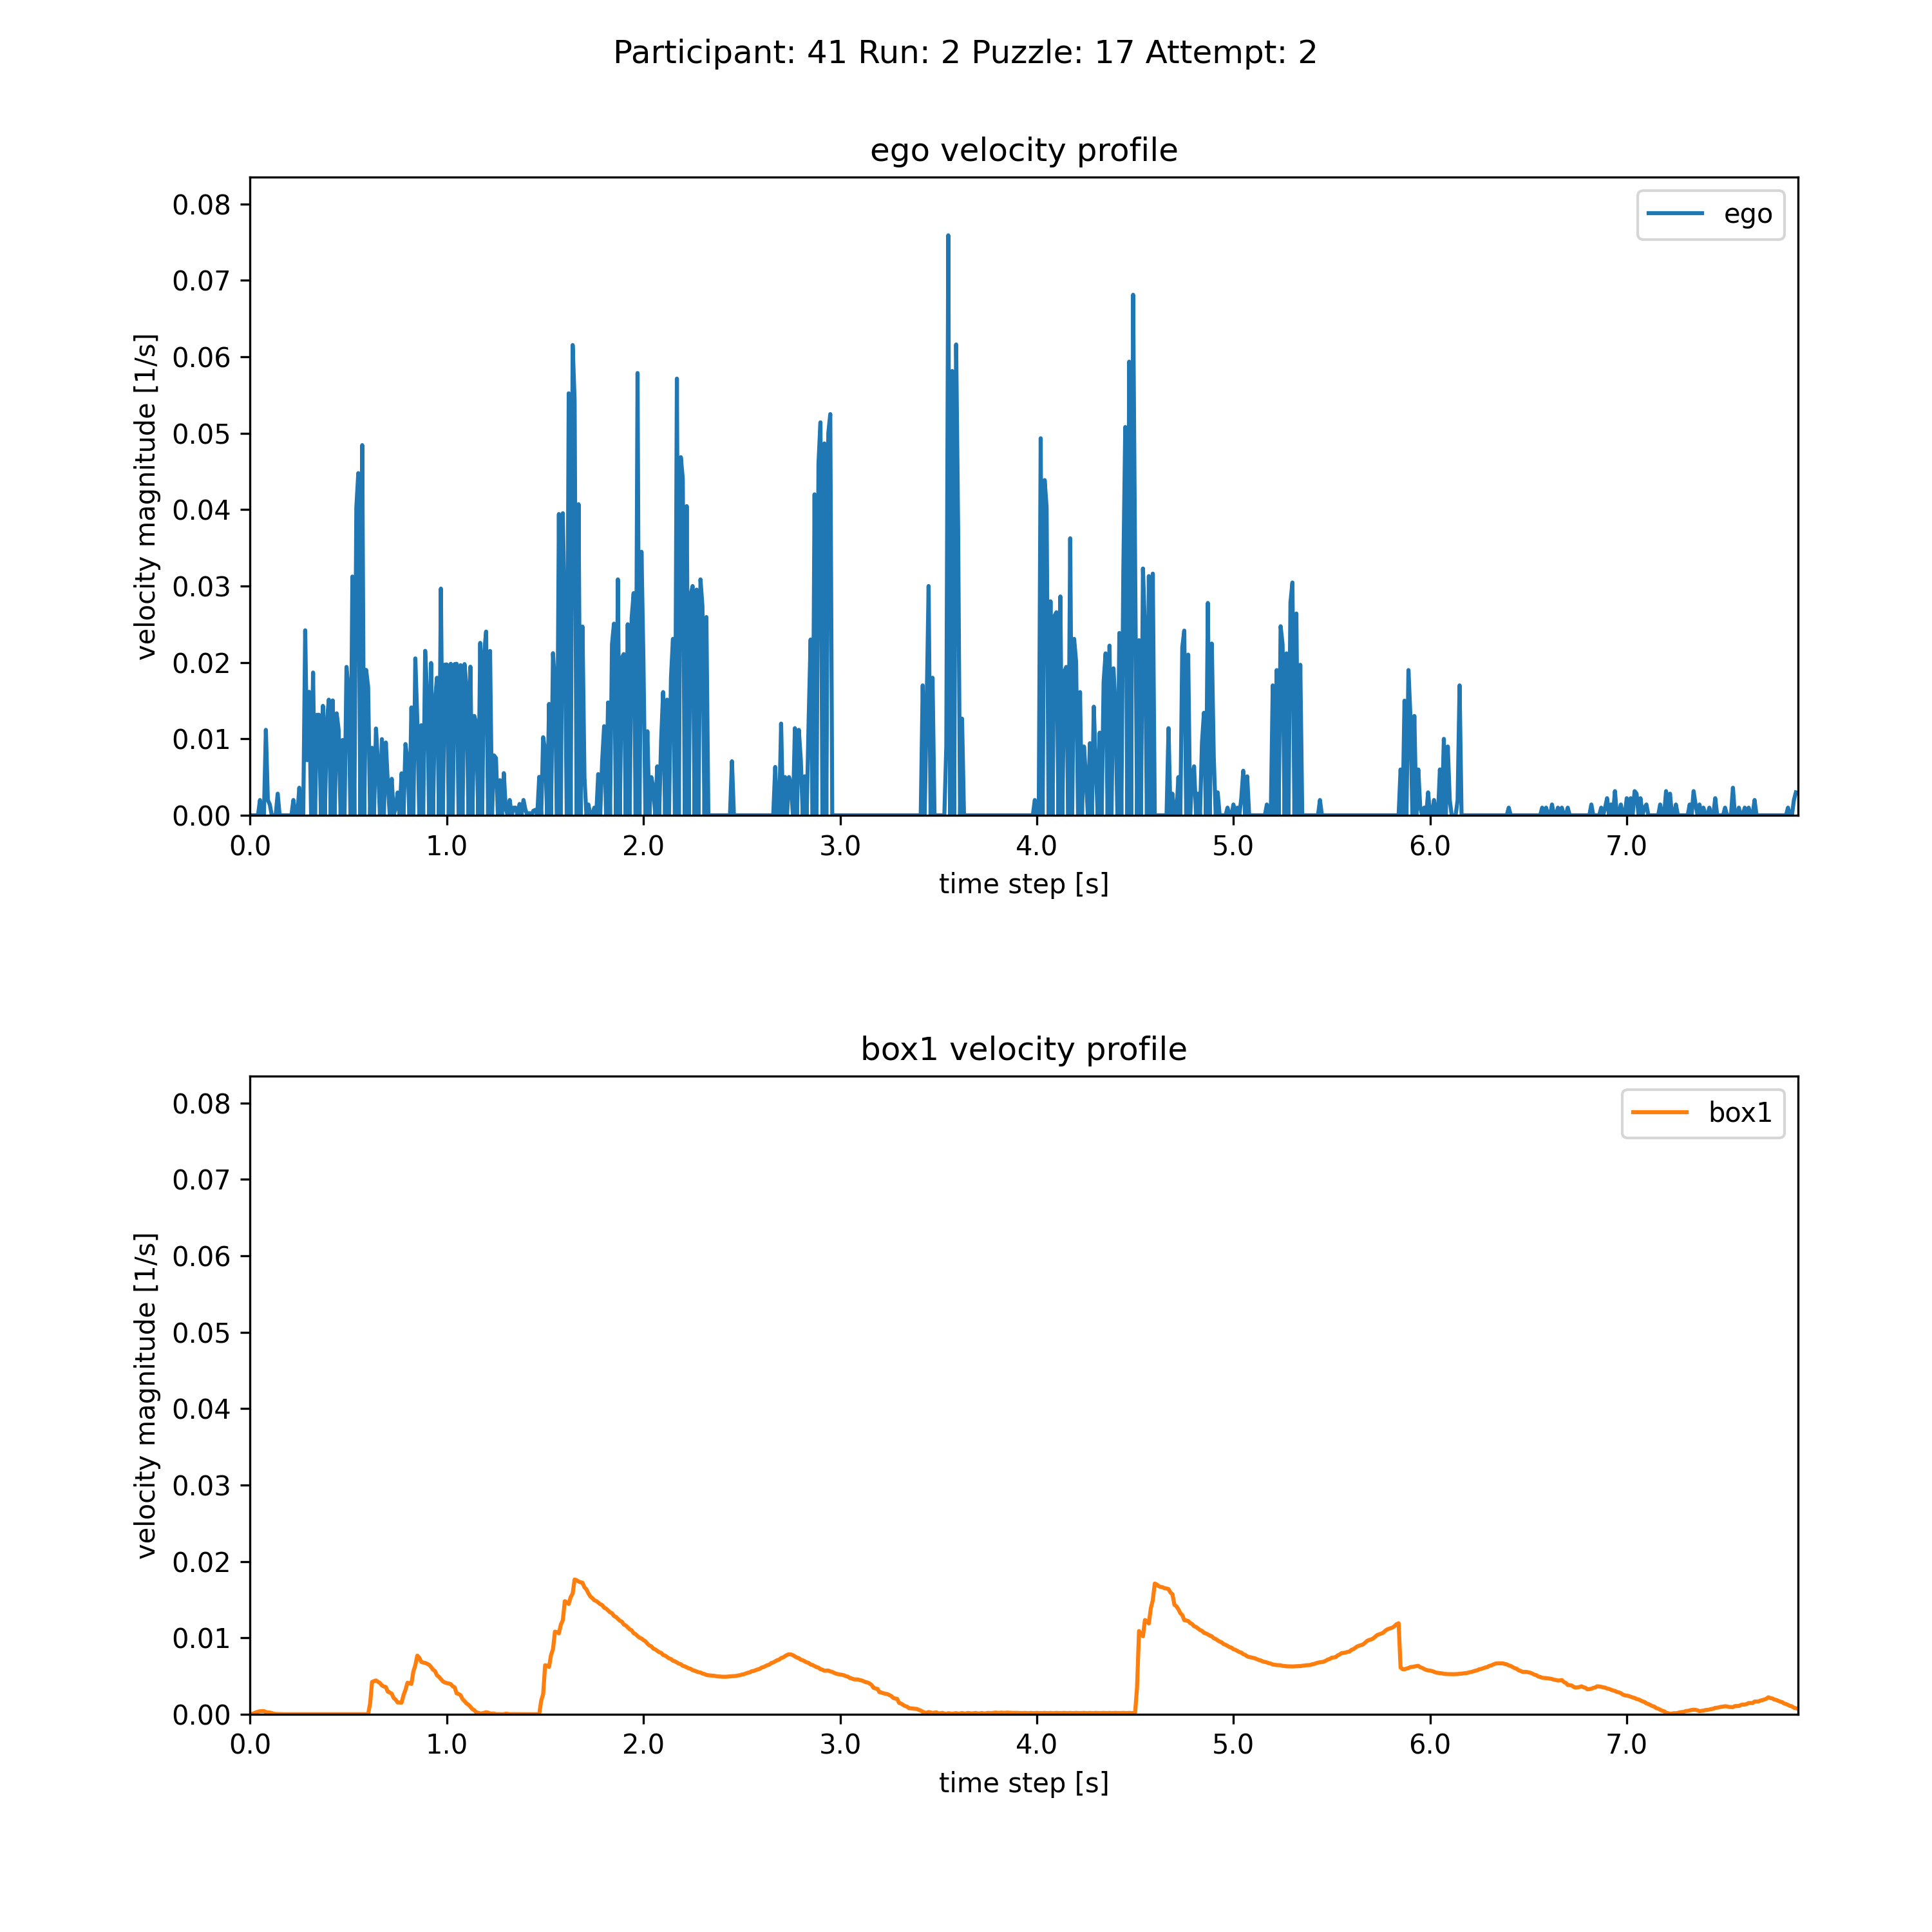 Participant: 41 Run: 2 Puzzle: 17 Attempt: 2
ego velocity profile
ego
velocity magnitude [1/s]
0.08
0.07
0.06
0.05
0.04
0.03
0.02
0.01
0.00
0.0 1.0 2.0 3.0 4.0 5.0 6.0 7.0
time step [s]
box1 velocity profile
box1
velocity magnitude [1/s]
0.08
0.07
0.06
0.05
0.04
0.03
0.02
0.01
0.00
0.0 1.0 2.0 3.0 4.0 5.0 6.0 7.0
time step [s]